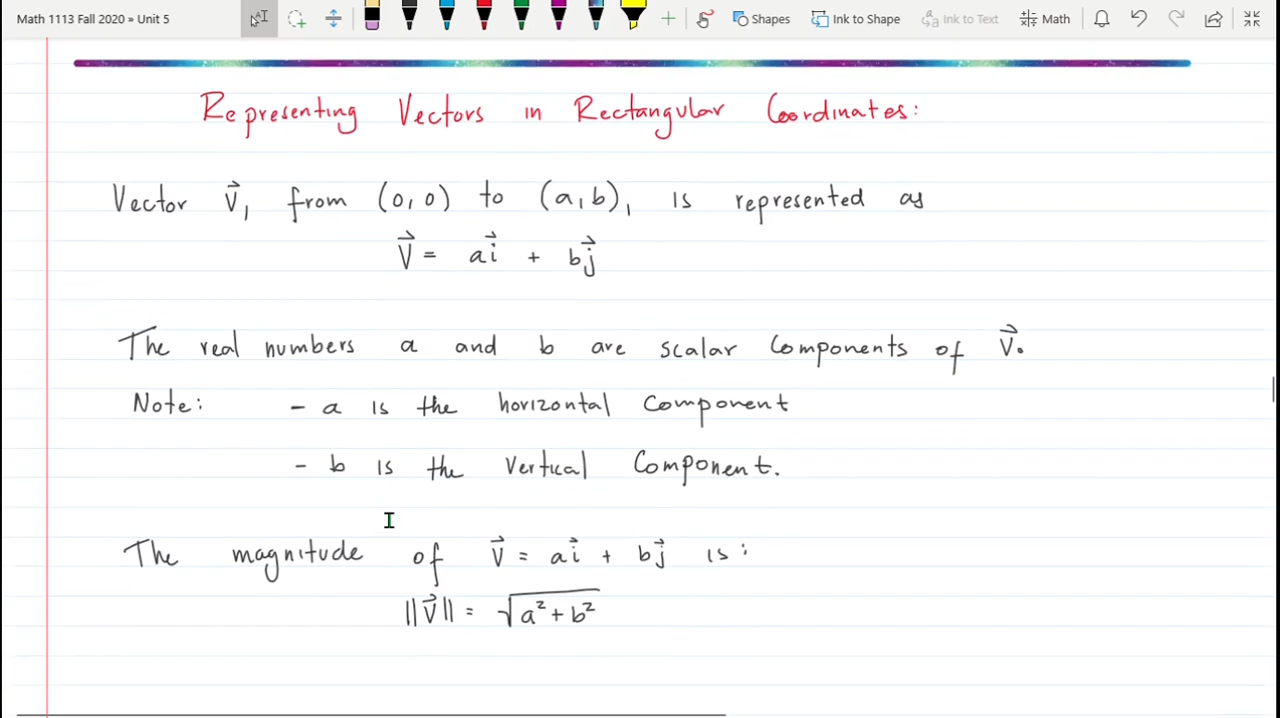 Math 1113 Fall 2020 » Unit 5
Shapes Ink to Shape Ink to Text Math
Representing Vectors in Rectangular Coordinates:
Vector V⃗, from (0,0) to (a,b), is represented as
V⃗ = ai⃗ + bj⃗
The real numbers a and b are scalar components of V⃗.
Note: - a is the horizontal component
- b is the vertical component.
The magnitude of V⃗ = ai⃗ + bj⃗ is:
||V⃗|| = √(a² + b²)